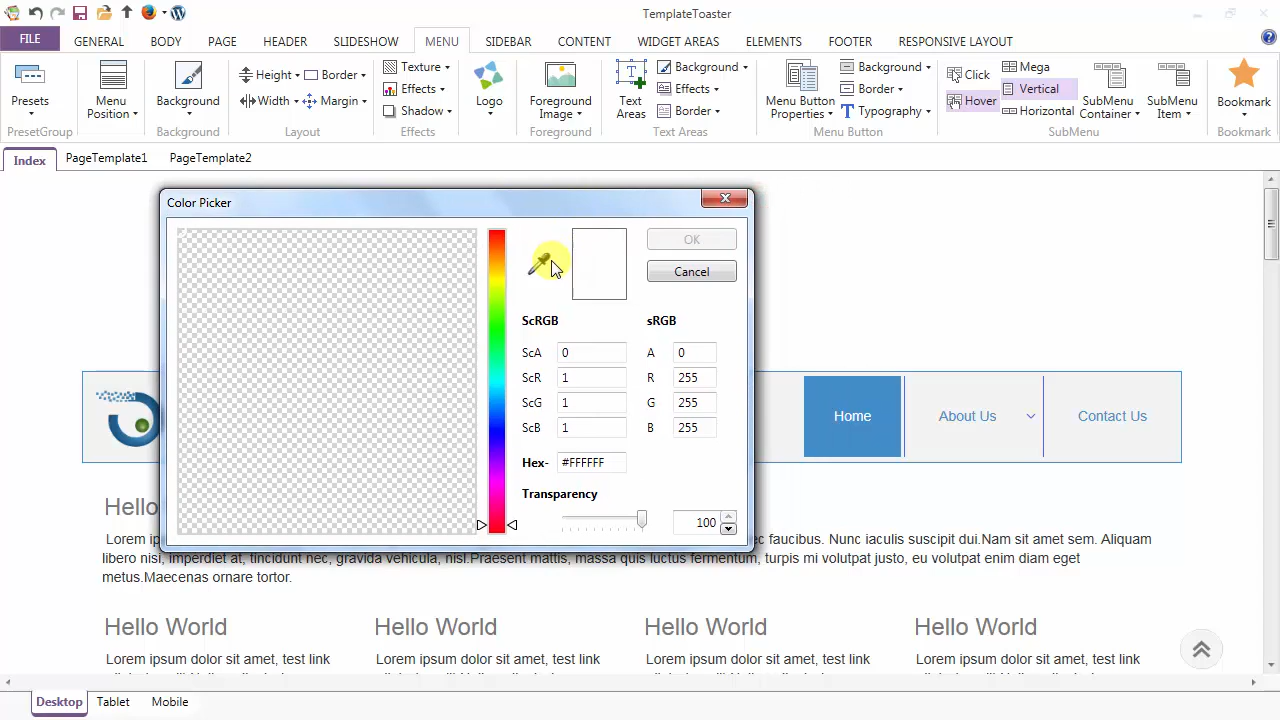 TemplateToaster
FILE GENERAL BODY PAGE HEADER SLIDESHOW MENU SIDEBAR CONTENT WIDGET AREAS ELEMENTS FOOTER RESPONSIVE LAYOUT
Presets
PresetGroup
Menu
Position
Background
Background
Height Border
Width Margin
Layout
Texture
Effects
Shadow
Effects
Logo
Foreground
Image
Foreground
Text
Areas
Background
Effects
Border
Text Areas
Menu Button
Properties
Background
Border
Typography
Menu Button
Click
Hover
Mega
Vertical
Horizontal
SubMenu
Container
SubMenu
Item
SubMenu
Bookmark
Bookmark
Index PageTemplate1 PageTemplate2
Color Picker
OK
Cancel
ScRGB sRGB
ScA 0 A 0
ScR 1 R 255
ScG 1 G 255
ScB 1 B 255
Hex- #FFFFFF
Transparency
100
Home About Us Contact Us
Hello
Lorem ips dolor. Nunc iaculis suscipit dui.Nam sit amet sem. Aliquam
libero nisi, imperdiet at, tincidunt nec, gravida vehicula, nisl.Praesent mattis, massa quis luctus fermentum, turpis mi volutpat justo, eu volutpat enim
metus.Maecenas ornare tortor.
Hello World Hello World Hello World Hello World
Lorem ipsum dolor sit amet, test link Lorem ipsum dolor sit amet, test link Lorem ipsum dolor sit amet, test link Lorem ipsum dolor sit amet, test link
Desktop Tablet Mobile